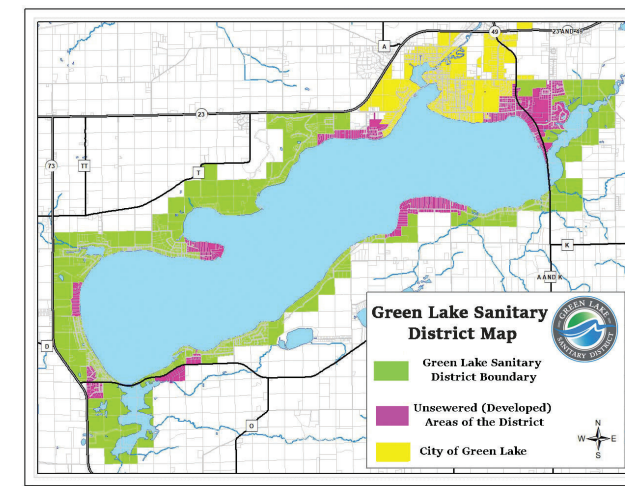 A
49
23 AND 49
23
73
TT
T
K
A AND K
D
O
Green Lake Sanitary
District Map
GREEN LAKE
SANITARY DISTRICT
Green Lake Sanitary
District Boundary
Unsewered (Developed)
Areas of the District
City of Green Lake
N
W E
S